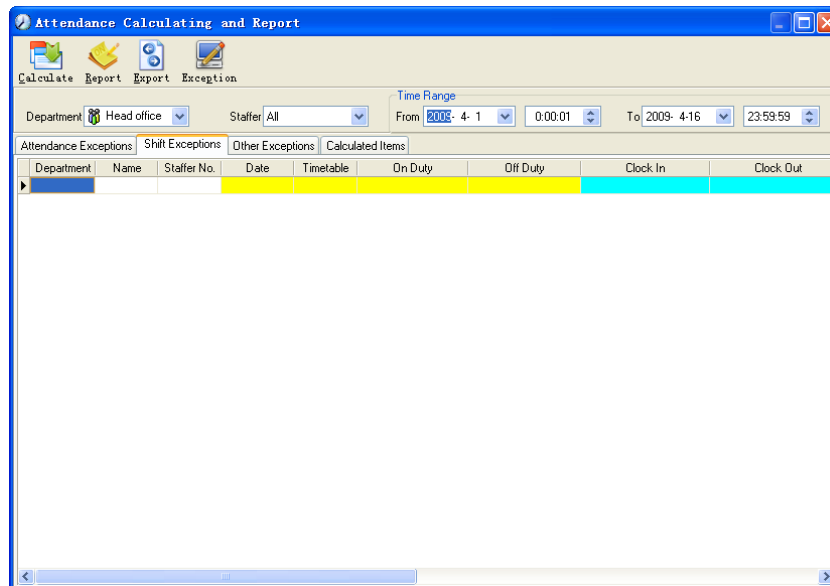 Attendance Calculating and Report
Calculate Report Export Exception
Time Range
Department Head office Staffer All From 2009- 4- 1 0:00:01 To 2009- 4-16 23:59:59
Attendance Exceptions Shift Exceptions Other Exceptions Calculated Items
Department Name Staffer No. Date Timetable On Duty Off Duty Clock In Clock Out